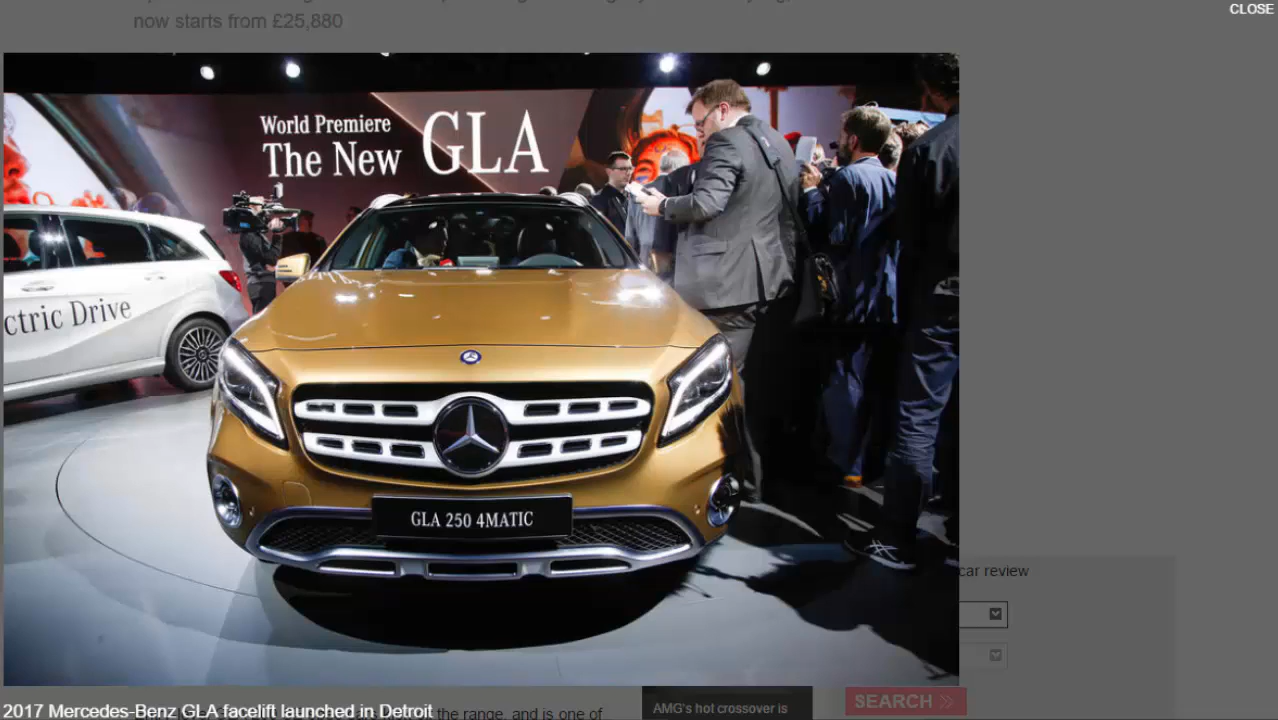 now starts from £25,880
CLOSE
World Premiere
The New GLA
ctric Drive
GLA 250 4MATIC
car review
SEARCH
AMG's hot crossover is
2017 Mercedes-Benz GLA facelift launched in Detroit
the range, and is one of